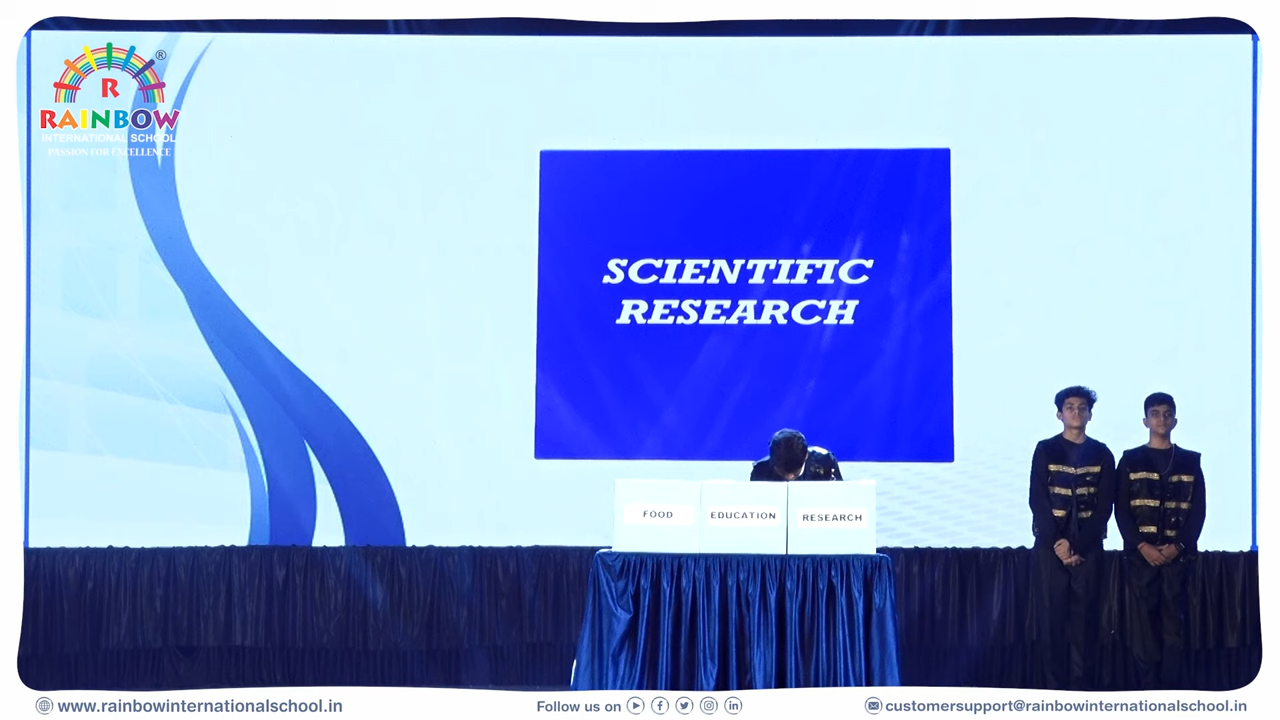 R
®
RAINBOW
INTERNATIONAL SCHOOL
PASSION FOR EXCELLENCE
SCIENTIFIC
RESEARCH
FOOD
EDUCATION
RESEARCH
www.rainbowinternationalschool.in
Follow us on
customersupport@rainbowinternationalschool.in